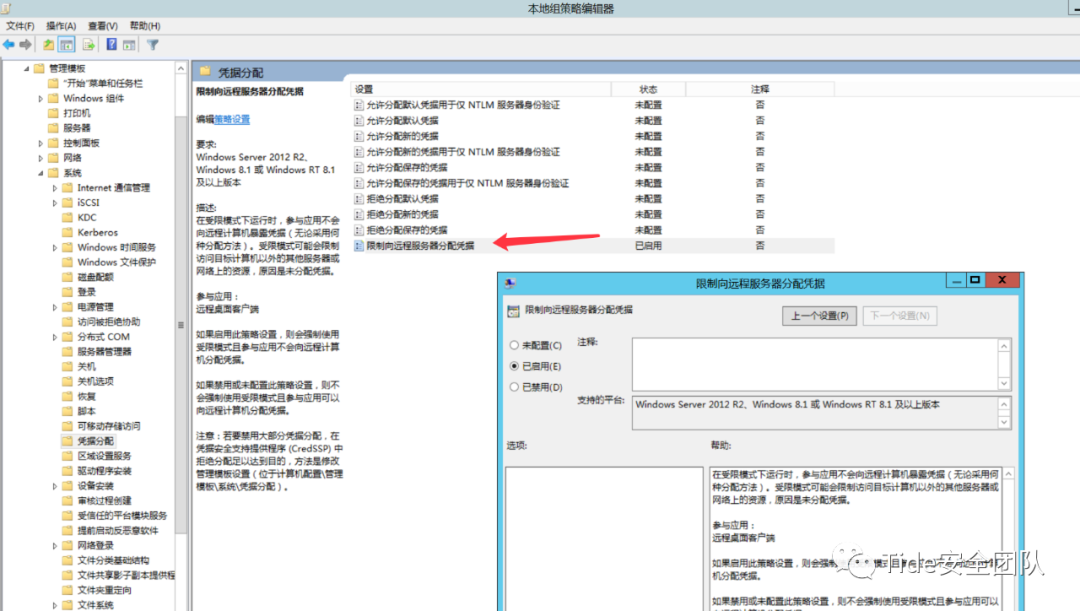 本地组策略编辑器
文件(F) 操作(A) 查看(V) 帮助(H)
管理模板
"开始"菜单和任务栏
Windows 组件
打印机
服务器
控制面板
网络
系统
Internet 通信管理
iSCSI
KDC
Kerberos
Windows 时间服务
Windows 文件保护
磁盘配额
登录
电源管理
访问被拒绝协助
分布式 COM
服务器管理器
关机
关机选项
恢复
脚本
可移动存储访问
凭据分配
区域设置服务
驱动程序安装
设备安装
审核过程创建
受信任的平台模块服务
提前启动反恶意软件
网络登录
文件分类基础结构
文件共享影子副本提供程
文件夹重定向
文件系统
凭据分配
限制向远程服务器分配凭据
编辑策略设置
要求:
Windows Server 2012 R2、
Windows 8.1 或 Windows RT 8.1
及以上版本
描述:
在受限模式下运行时，参与应用不会
向远程计算机暴露凭据（无论采用何
种分配方法）。受限模式可能会限制
访问目标计算机以外的其他服务器或
网络上的资源，原因是未分配凭据。
参与应用：
远程桌面客户端
如果启用此策略设置，则会强制使用
受限模式且参与应用不会向远程计算
机分配凭据。
如果禁用或未配置此策略设置，则不
会强制使用受限模式且参与应用可以
向远程计算机分配凭据。
注意：若要禁用大部分凭据分配，在
凭据安全支持提供程序 (CredSSP) 中
拒绝分配足以达到目的，方法是修改
管理模板设置（位于计算机配置\管理
模板\系统\凭据分配）。
设置 状态 注释
允许分配默认凭据用于仅 NTLM 服务器身份验证 未配置 否
允许分配默认凭据 未配置 否
允许分配新的凭据 未配置 否
允许分配新的凭据用于仅 NTLM 服务器身份验证 未配置 否
允许分配保存的凭据 未配置 否
允许分配保存的凭据用于仅 NTLM 服务器身份验证 未配置 否
拒绝分配默认凭据 未配置 否
拒绝分配新的凭据 未配置 否
拒绝分配保存的凭据 未配置 否
限制向远程服务器分配凭据 已启用 否
限制向远程服务器分配凭据
限制向远程服务器分配凭据
上一个设置(P) 下一个设置(N)
未配置(C) 注释:
已启用(E)
已禁用(D)
支持的平台: Windows Server 2012 R2、Windows 8.1 或 Windows RT 8.1 及以上版本
选项: 帮助:
在受限模式下运行时，参与应用不会向远程计算机暴露凭据（无论采用何
种分配方法）。受限模式可能会限制访问目标计算机以外的其他服务器或
网络上的资源，原因是未分配凭据。
参与应用：
远程桌面客户端
如果启用此策略设置，则会强制
机分配凭据。
如果禁用或未配置此策略设置，则不会强制使用受限模式且参与应用可以
Tide安全团队